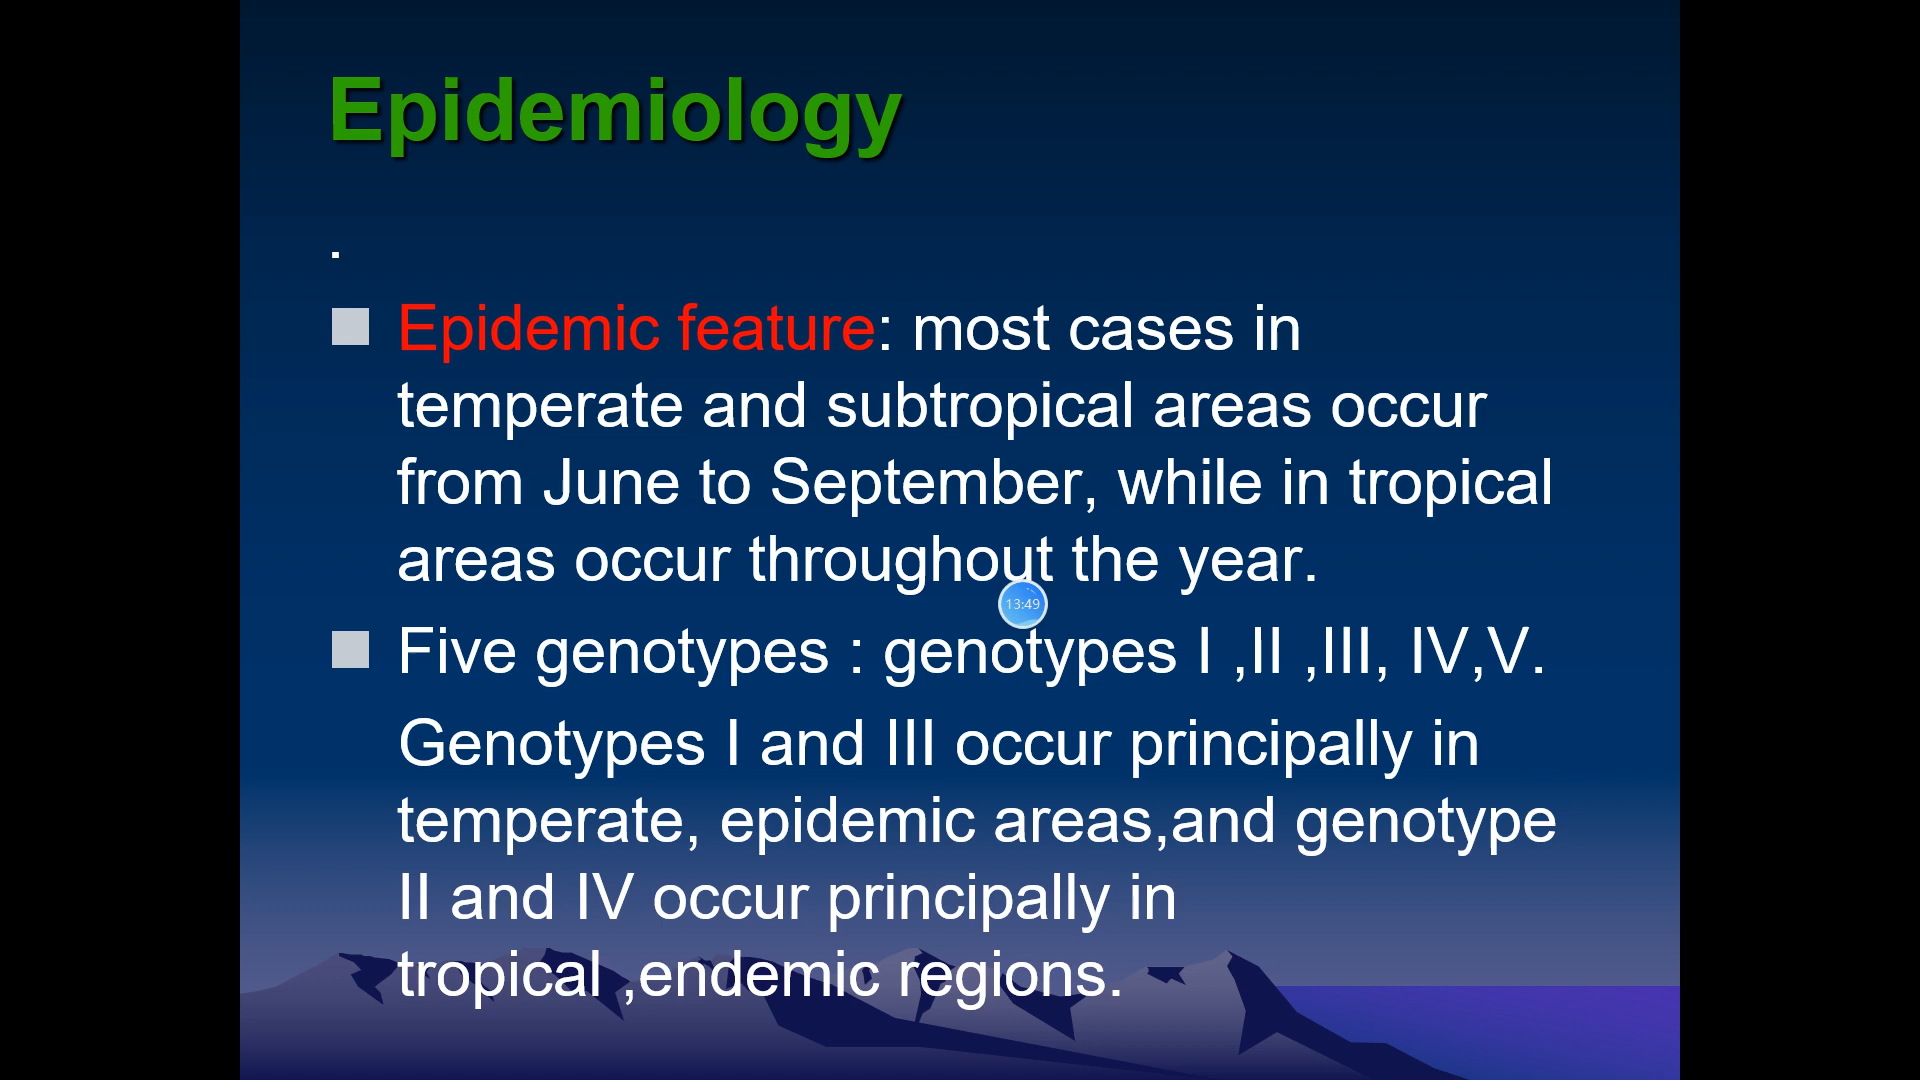 Epidemiology
.
Epidemic feature: most cases in
temperate and subtropical areas occur
from June to September, while in tropical
areas occur throughout the year.
13:49
Five genotypes : genotypes I ,II ,III, IV,V.
Genotypes I and III occur principally in
temperate, epidemic areas,and genotype
II and IV occur principally in
tropical ,endemic regions.